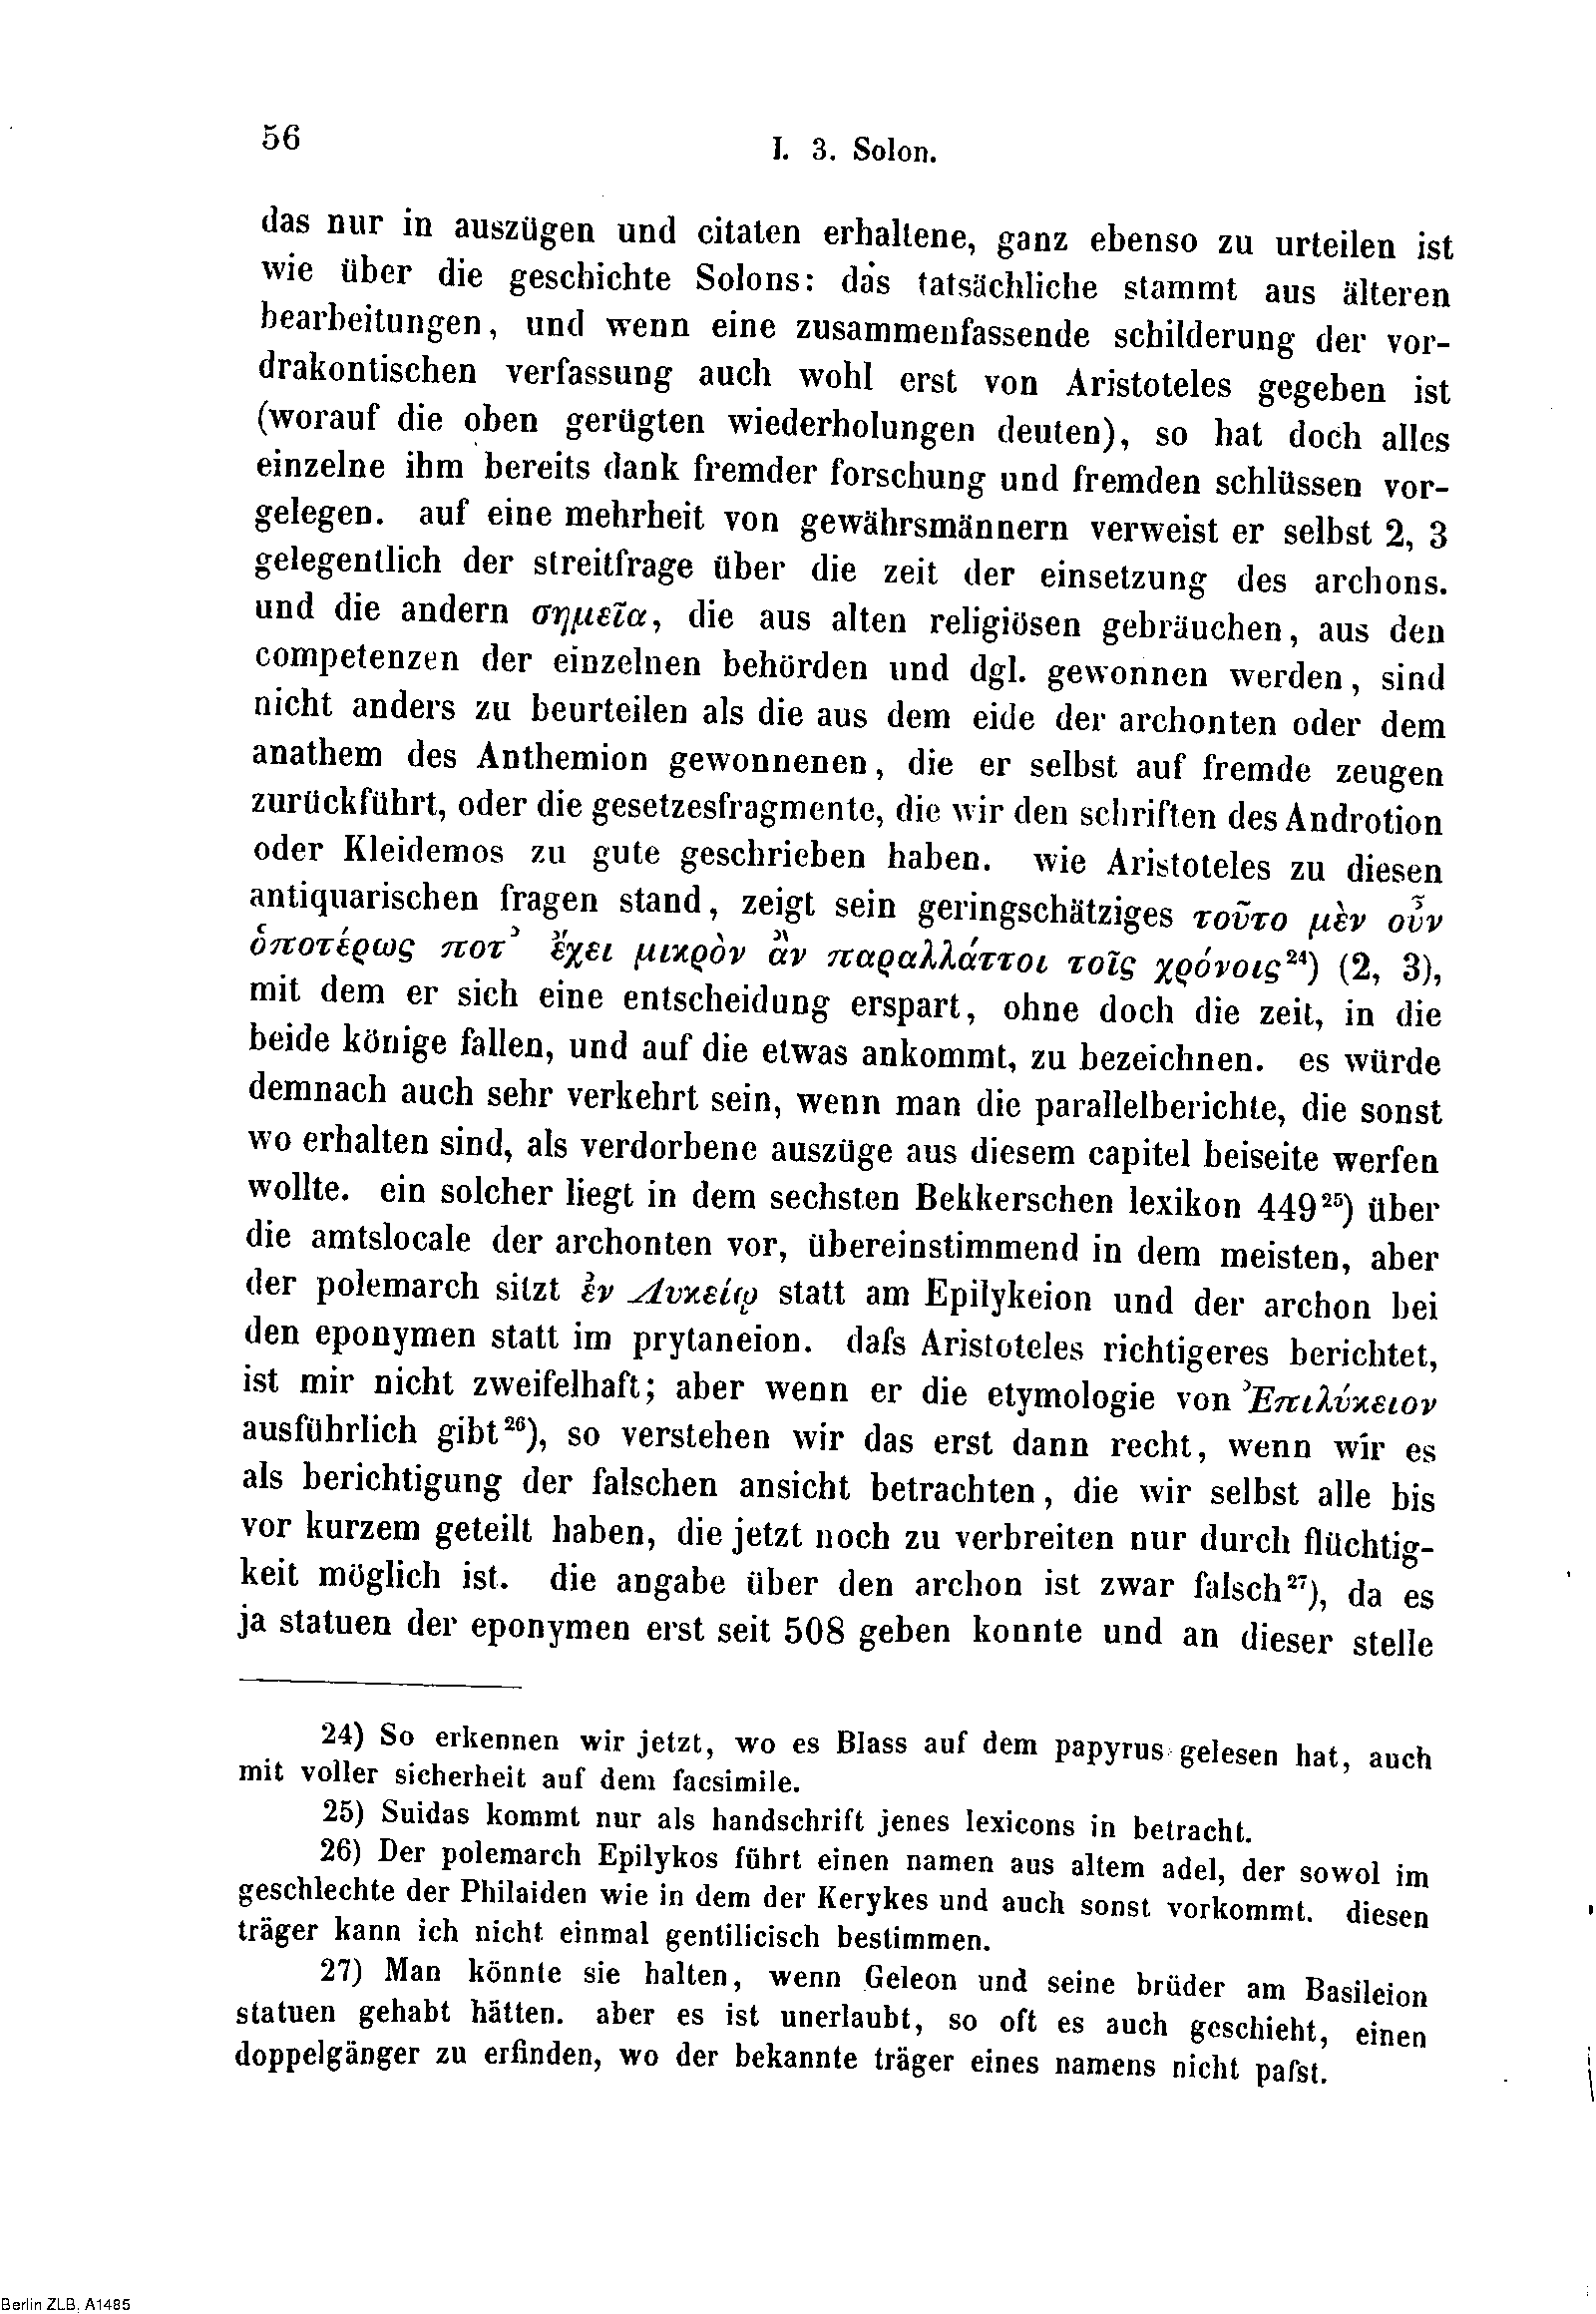 56
I. 3. Solon.
das nur in auszügen und citaten erhaltene, ganz ebenso zu urteilen ist
wie über die geschichte Solons: das tatsächliche stammt aus älteren
bearbeitungen, und wenn eine zusammenfassende schilderung der vor-
drakontischen verfassung auch wohl erst von Aristoteles gegeben ist
(worauf die oben gerügten wiederholungen deuten), so hat doch alles
einzelne ihm bereits dank fremder forschung und fremden schlüssen vor-
gelegen. auf eine mehrheit von gewährsmännern verweist er selbst 2, 3
gelegentlich der streitfrage über die zeit der einsetzung des archons.
und die andern σημεῖα, die aus alten religiösen gebräuchen, aus den
competenzen der einzelnen behörden und dgl. gewonnen werden, sind
nicht anders zu beurteilen als die aus dem eide der archonten oder dem
anathem des Anthemion gewonnenen, die er selbst auf fremde zeugen
zurückführt, oder die gesetzesfragmente, die wir den schriften des Androtion
oder Kleidemos zu gute geschrieben haben. wie Aristoteles zu diesen
antiquarischen fragen stand, zeigt sein geringschätziges τοῦτο μὲν οὖν
ὁποτέρως ποτ᾽ ἔχει μικρὸν ἂν παραλλάττοι τοῖς χρόνοις²⁴) (2, 3),
mit dem er sich eine entscheidung erspart, ohne doch die zeit, in die
beide könige fallen, und auf die etwas ankommt, zu bezeichnen. es würde
demnach auch sehr verkehrt sein, wenn man die parallelberichte, die sonst
wo erhalten sind, als verdorbene auszüge aus diesem capitel beiseite werfen
wollte. ein solcher liegt in dem sechsten Bekkerschen lexikon 449²⁵) über
die amtslocale der archonten vor, übereinstimmend in dem meisten, aber
der polemarch sitzt ἐν Λυκείῳ statt am Epilykeion und der archon bei
den eponymen statt im prytaneion. daſs Aristoteles richtigeres berichtet,
ist mir nicht zweifelhaft; aber wenn er die etymologie von Ἐπιλύκειον
ausführlich gibt²⁶), so verstehen wir das erst dann recht, wenn wir es
als berichtigung der falschen ansicht betrachten, die wir selbst alle bis
vor kurzem geteilt haben, die jetzt noch zu verbreiten nur durch flüchtig-
keit möglich ist. die angabe über den archon ist zwar falsch²⁷), da es
ja statuen der eponymen erst seit 508 geben konnte und an dieser stelle
24) So erkennen wir jetzt, wo es Blass auf dem papyrus gelesen hat, auch
mit voller sicherheit auf dem facsimile.
25) Suidas kommt nur als handschrift jenes lexicons in betracht.
26) Der polemarch Epilykos führt einen namen aus altem adel, der sowol im
geschlechte der Philaiden wie in dem der Kerykes und auch sonst vorkommt. diesen
träger kann ich nicht einmal gentilicisch bestimmen.
27) Man könnte sie halten, wenn Geleon und seine brüder am Basileion
statuen gehabt hätten. aber es ist unerlaubt, so oft es auch geschieht, einen
doppelgänger zu erfinden, wo der bekannte träger eines namens nicht paſst.
Berlin ZLB, A1485